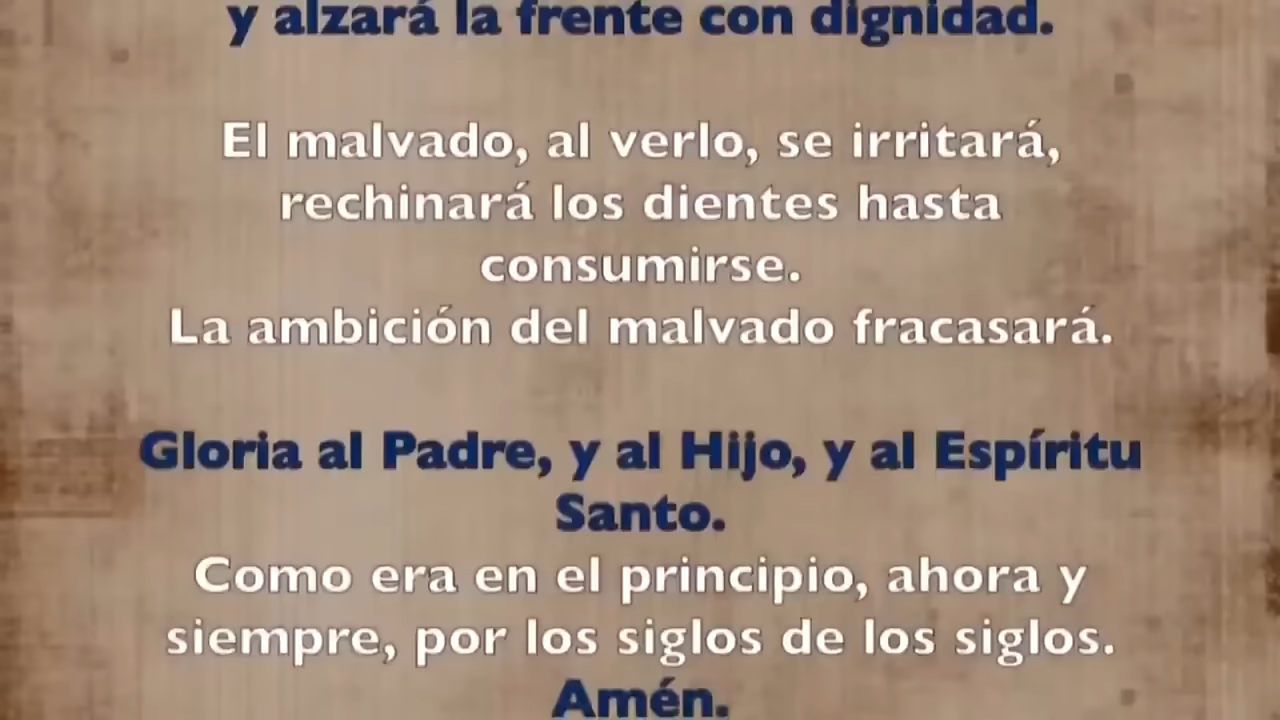 y alzará la frente con dignidad.
El malvado, al verlo, se irritará,
rechinará los dientes hasta
consumirse.
La ambición del malvado fracasará.
Gloria al Padre, y al Hijo, y al Espíritu
Santo.
Como era en el principio, ahora y
siempre, por los siglos de los siglos.
Amén.